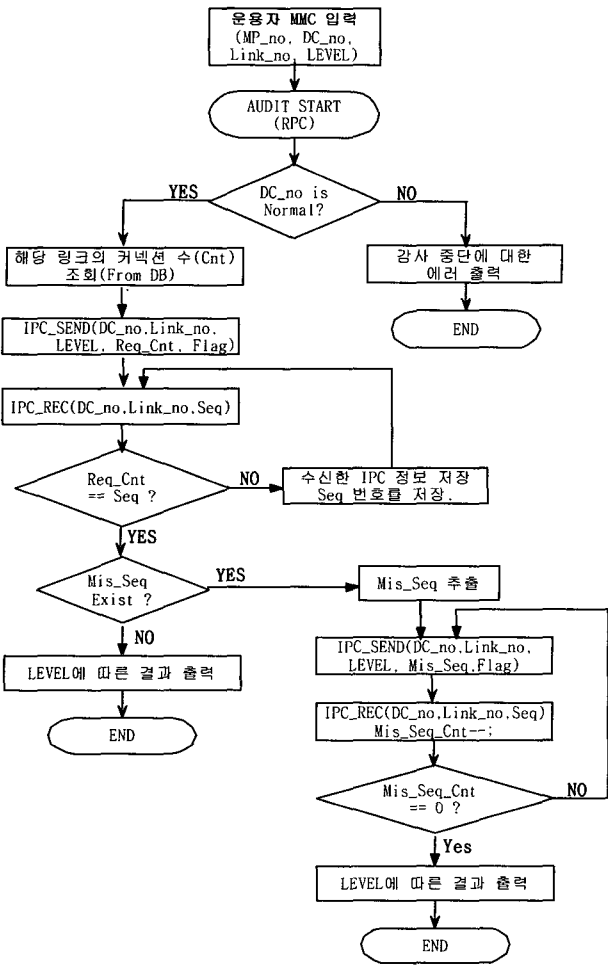 운용자 MMC 입력
(MP_no, DC_no,
Link_no, LEVEL)
AUDIT START
(RPC)
DC_no is
Normal?
YES
NO
해당 링크의 커넥션 수(Cnt)
조회(From DB)
감사 중단에 대한
에러 출력
END
IPC_SEND(DC_no,Link_no,
LEVEL, Req_Cnt, Flag)
IPC_REC(DC_no,Link_no,Seq)
Req_Cnt
== Seq ?
NO
수신한 IPC 정보 저장
Seq 번호를 저장.
YES
Mis_Seq
Exist ?
YES
Mis_Seq 추출
NO
LEVEL에 따른 결과 출력
END
IPC_SEND(DC_no,Link_no,
LEVEL, Mis_Seq,Flag)
IPC_REC(DC_no,Link_no,Seq)
Mis_Seq_Cnt--;
Mis_Seq_Cnt
== 0 ?
NO
Yes
LEVEL에 따른 결과 출력
END